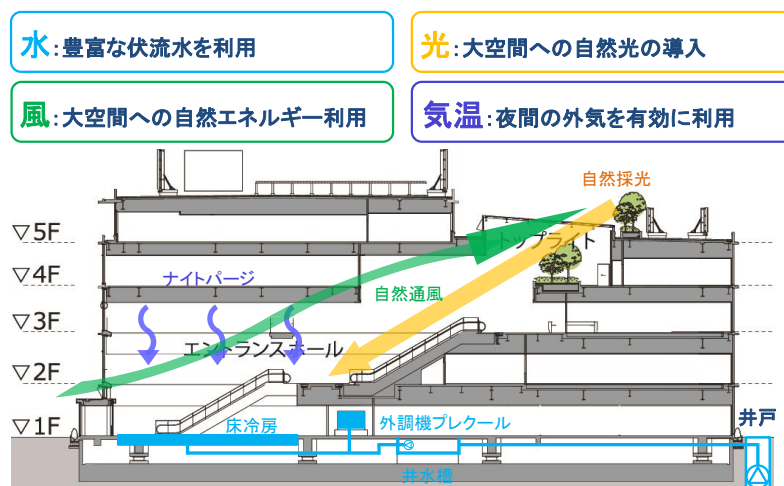 水:豊富な伏流水を利用
光:大空間への自然光の導入
風:大空間への自然エネルギー利用
気温:夜間の外気を有効に利用
自然採光
▽5F
トップライト
▽4F
ナイトパージ
自然通風
▽3F
エントランスホール
▽2F
▽1F
床冷房
外調機プレクール
井戸
井水槽